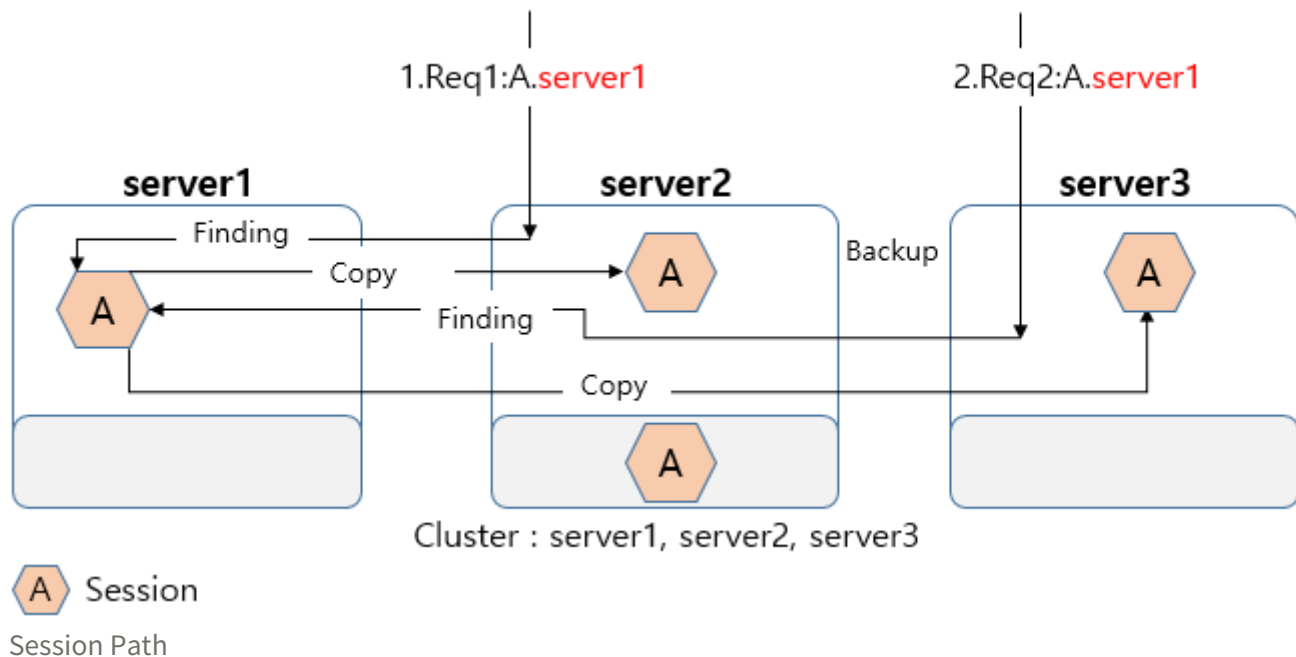 1.Req1:A.server1
2.Req2:A.server1
server1
server2
server3
Finding
A
Backup
A
Copy
A
Finding
Copy
A
Cluster : server1, server2, server3
A Session
Session Path